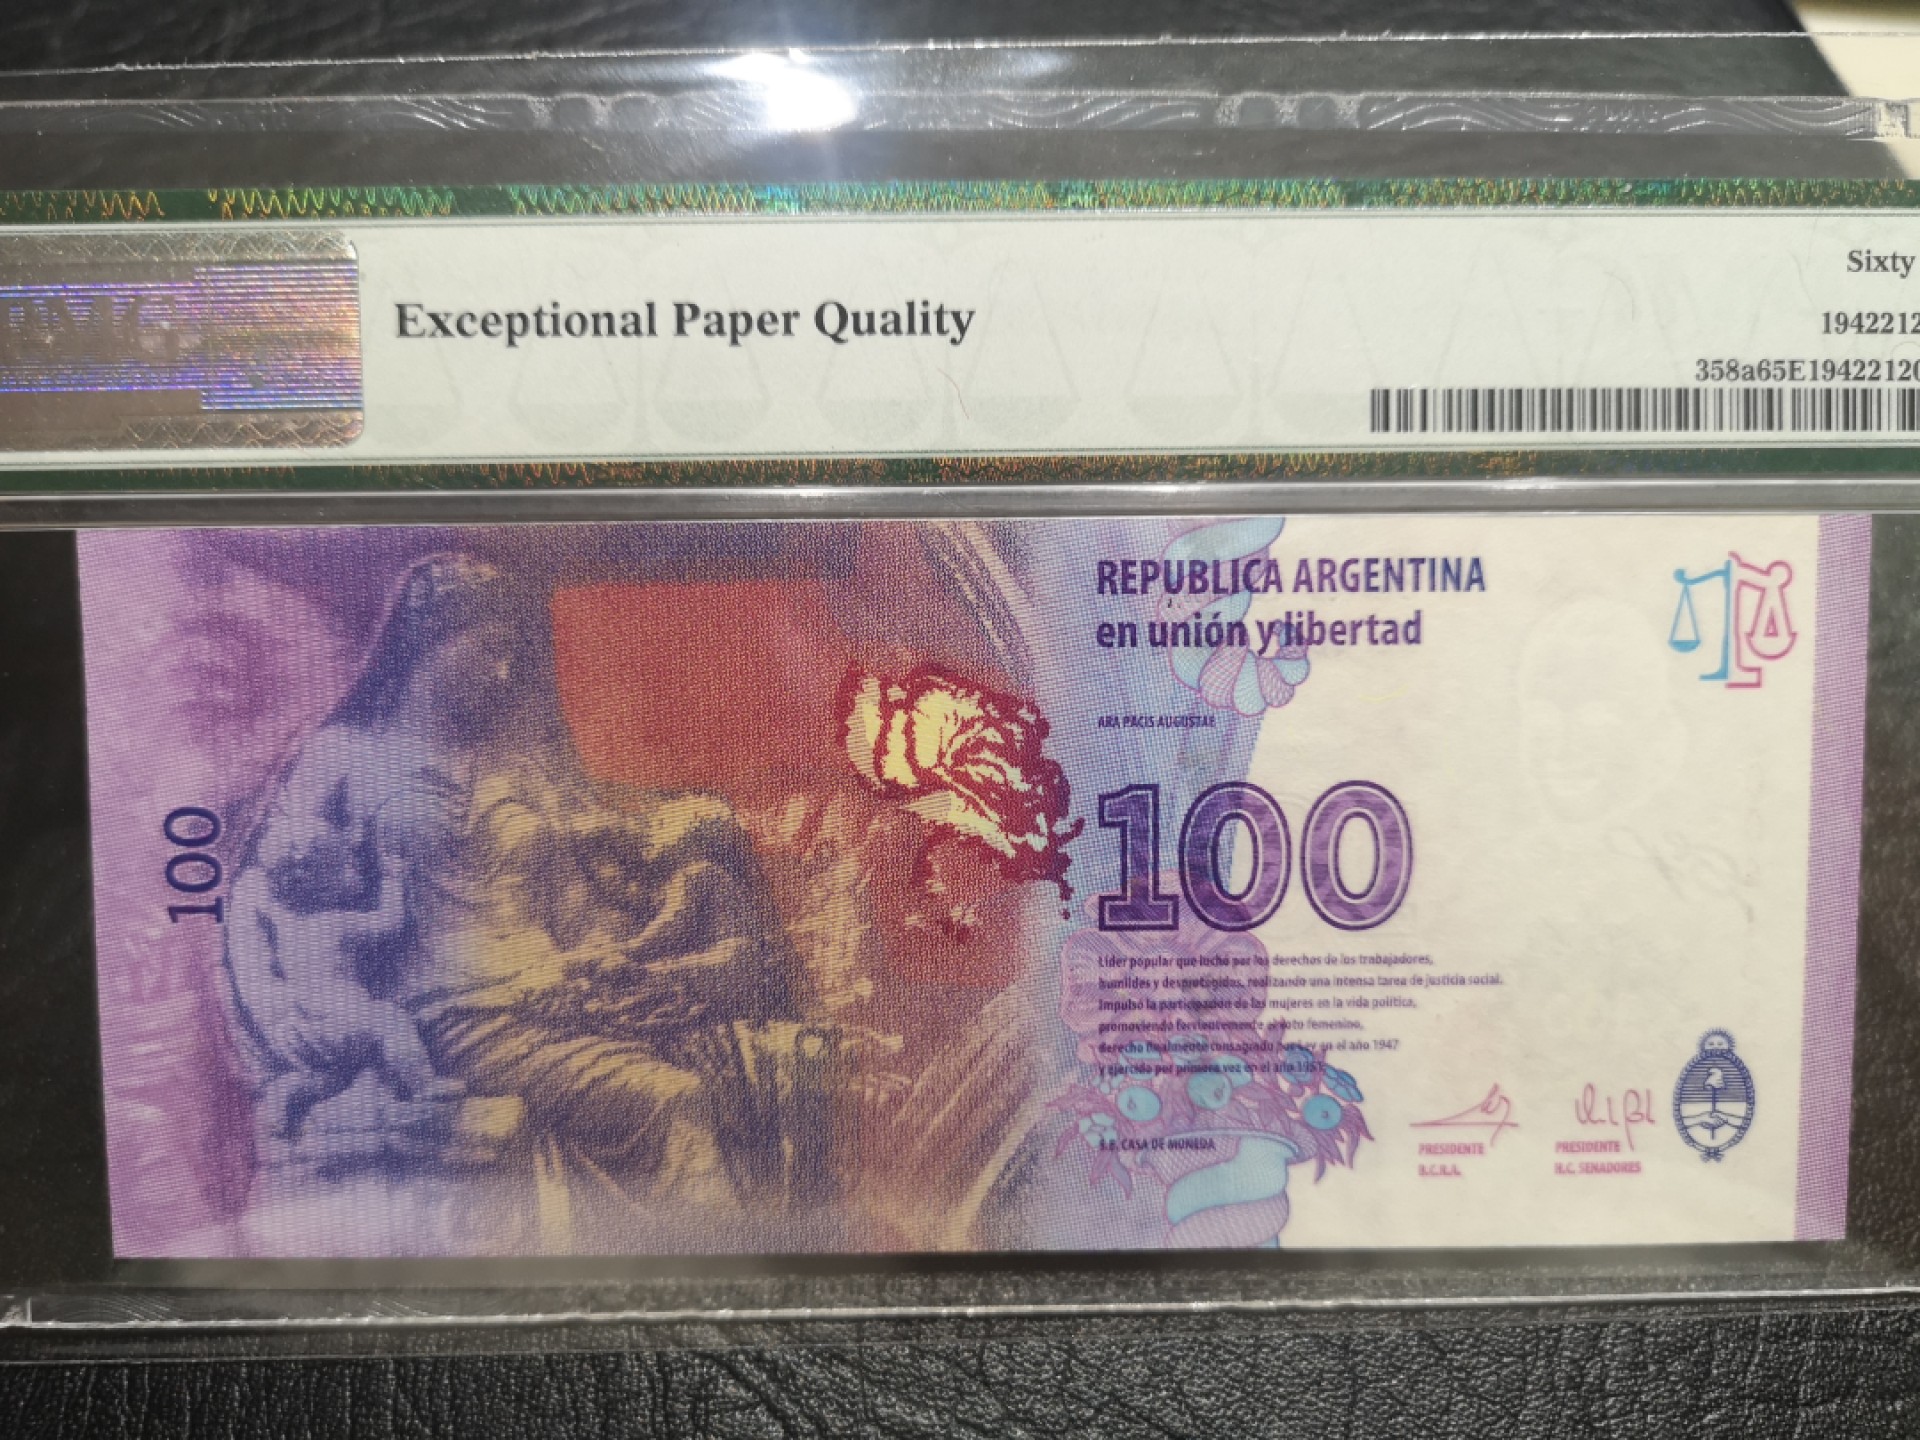 PMG
Exceptional Paper Quality
Sixty
1942212
358a65E19422120
REPUBLICA ARGENTINA
en unión y libertad
ARA PACIS AUGUSTAE
100
100
Líder popular que luchó por los derechos de los trabajadores,
humildes y desprotegidos, realizando una intensa tarea de justicia social.
Impulsó la participación de las mujeres en la vida política,
promoviendo fervientemente el voto femenino,
derecho finalmente consagrado por Ley en el año 1947
y ejercido por primera vez en el año 1951.
S.E. CASA DE MONEDA
PRESIDENTE
B.C.R.A.
PRESIDENTE
H.C. SENADORES